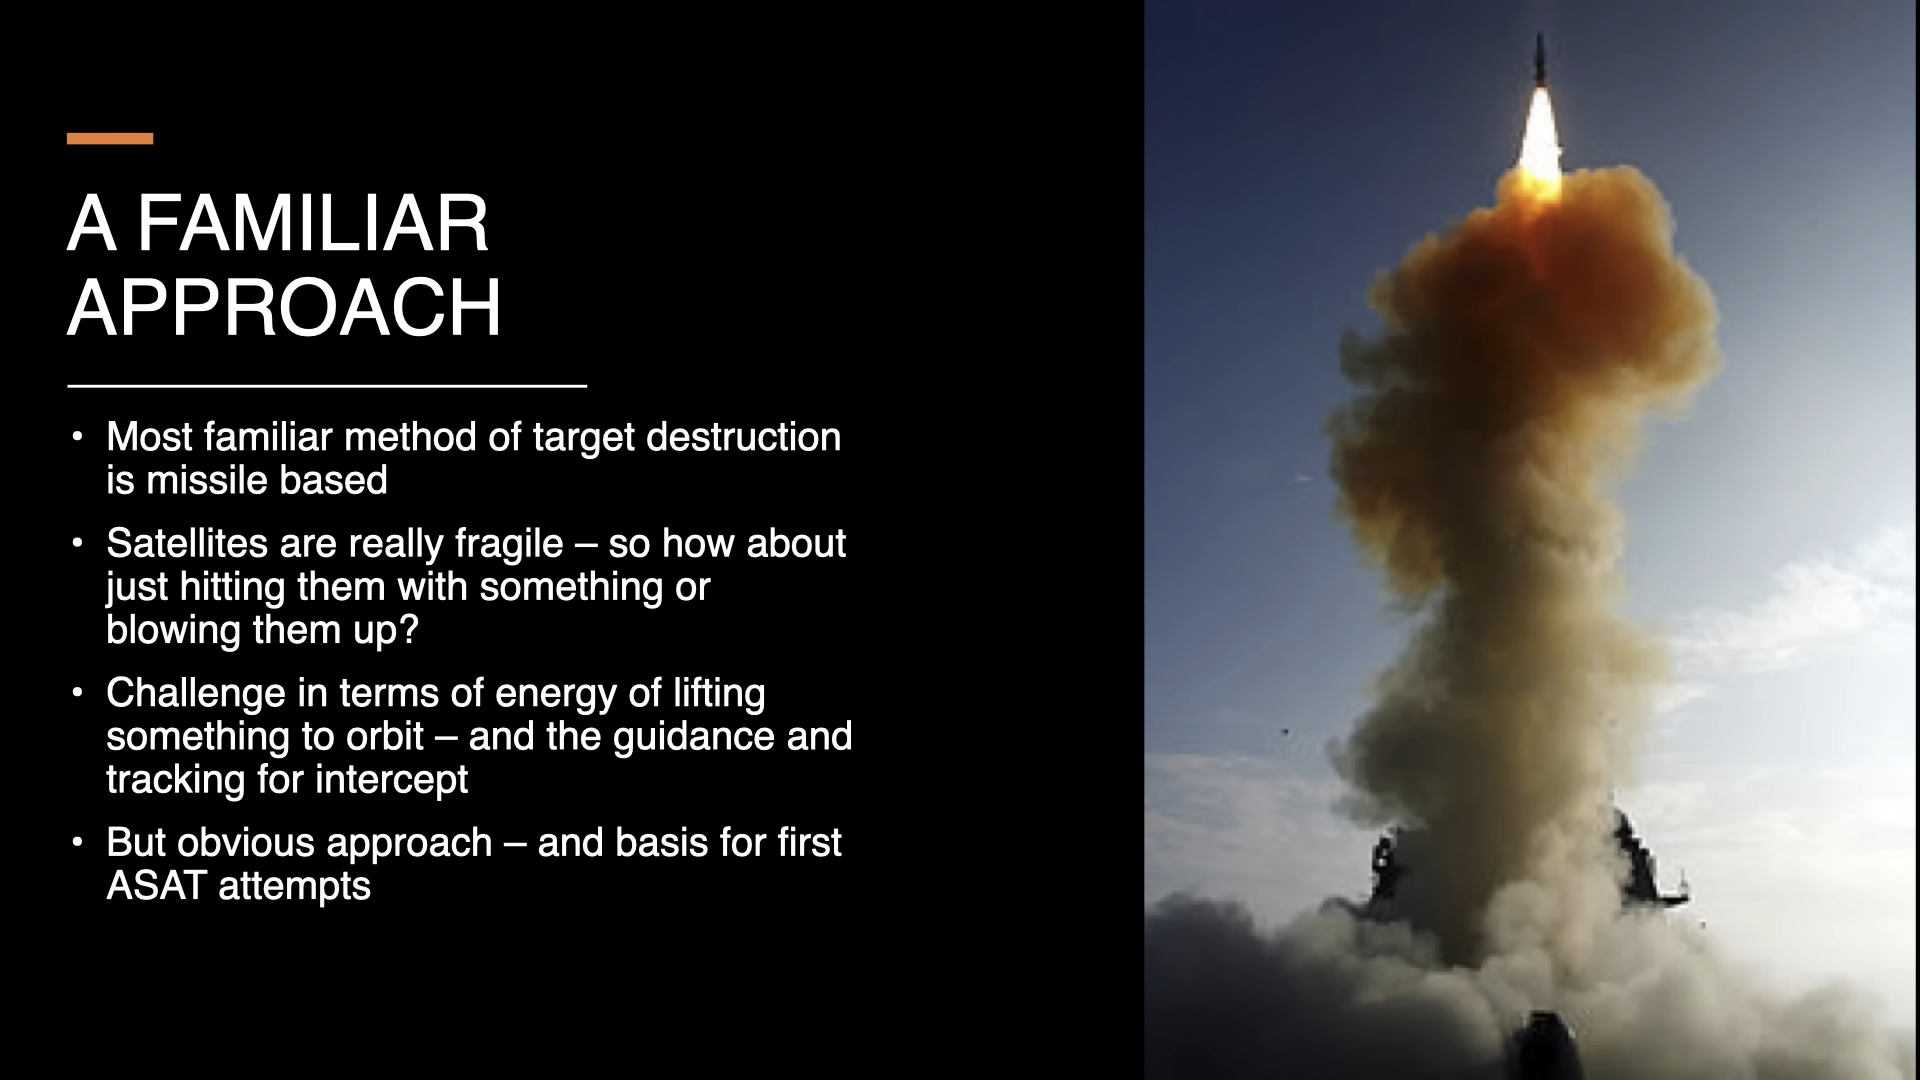 A FAMILIAR
APPROACH
• Most familiar method of target destruction
is missile based
• Satellites are really fragile – so how about
just hitting them with something or
blowing them up?
• Challenge in terms of energy of lifting
something to orbit – and the guidance and
tracking for intercept
• But obvious approach – and basis for first
ASAT attempts